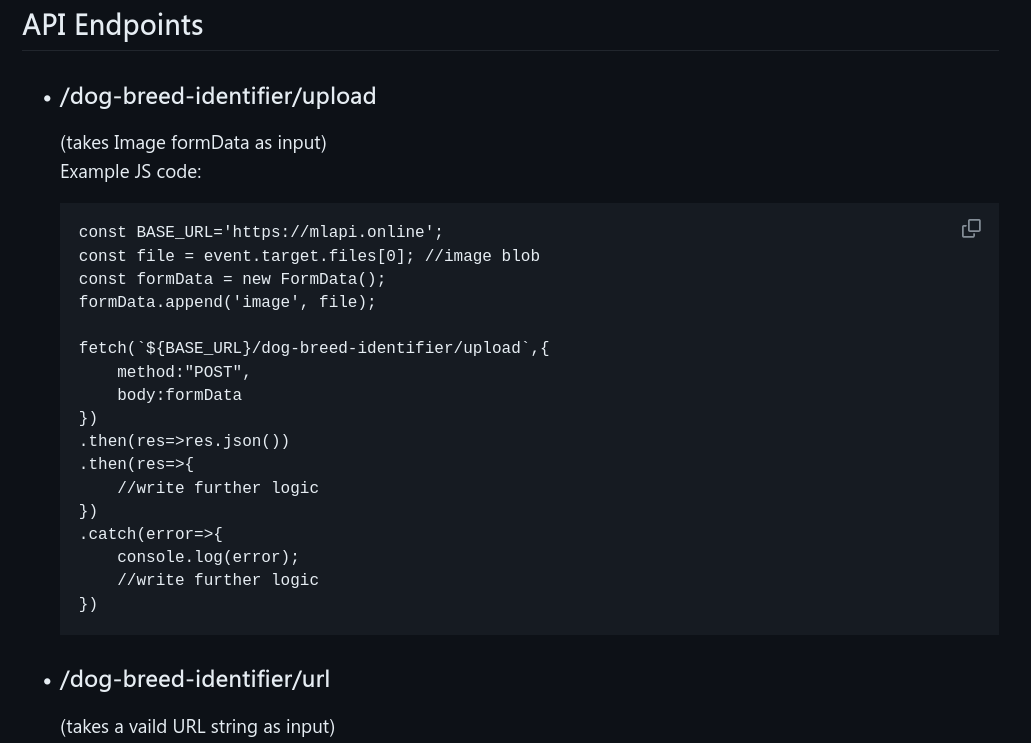 API Endpoints
• /dog-breed-identifier/upload
(takes Image formData as input)
Example JS code:
const BASE_URL='https://mlapi.online';
const file = event.target.files[0]; //image blob
const formData = new FormData();
formData.append('image', file);

fetch(`${BASE_URL}/dog-breed-identifier/upload`,{
    method:"POST",
    body:formData
})
.then(res=>res.json())
.then(res=>{
    //write further logic
})
.catch(error=>{
    console.log(error);
    //write further logic
})
• /dog-breed-identifier/url
(takes a vaild URL string as input)